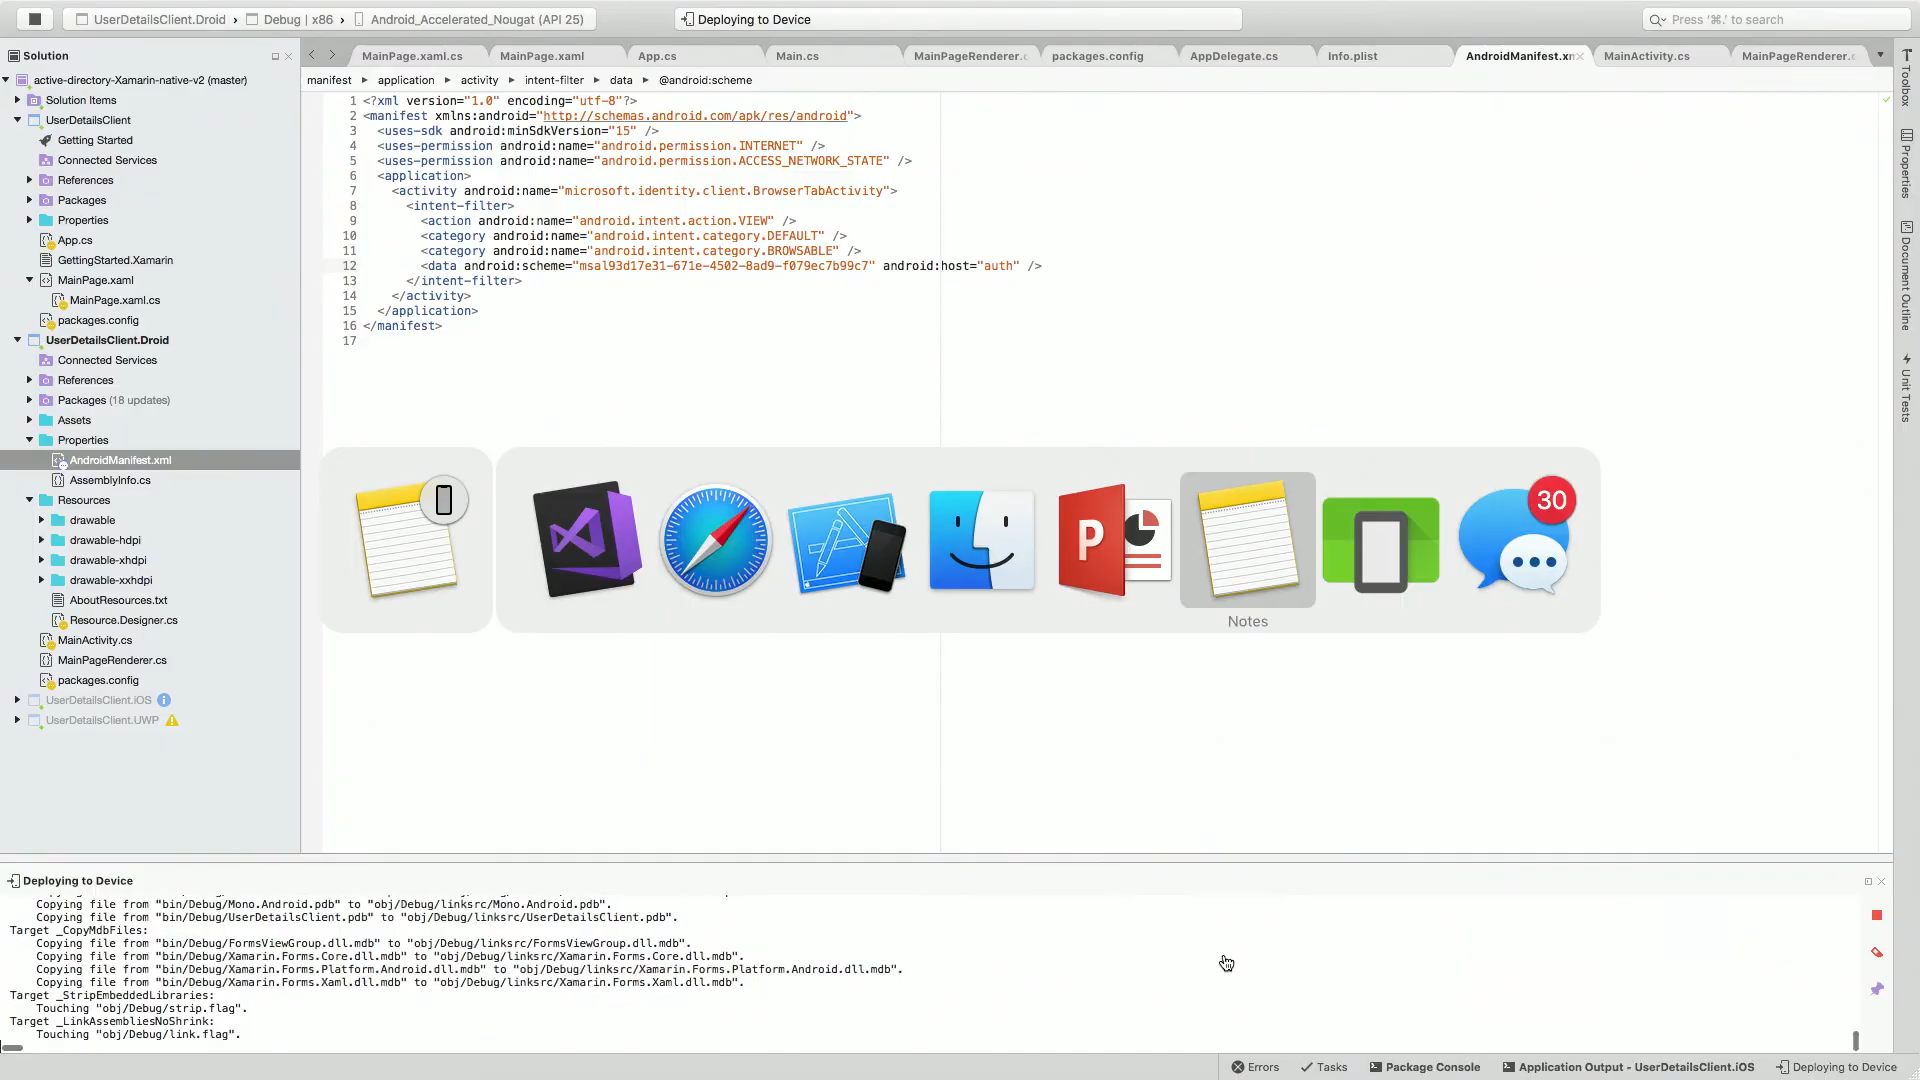 UserDetailsClient.Droid › Debug | x86 › Android_Accelerated_Nougat (API 25)
Deploying to Device
Press '⌘.' to search
Solution
MainPage.xaml.cs
MainPage.xaml
App.cs
Main.cs
MainPageRenderer.c
packages.config
AppDelegate.cs
Info.plist
AndroidManifest.xn
MainActivity.cs
MainPageRenderer.c
manifest ▸ application ▸ activity ▸ intent-filter ▸ data ▸ @android:scheme
active-directory-Xamarin-native-v2 (master)
Solution Items
UserDetailsClient
Getting Started
Connected Services
References
Packages
Properties
App.cs
GettingStarted.Xamarin
MainPage.xaml
MainPage.xaml.cs
packages.config
UserDetailsClient.Droid
Connected Services
References
Packages (18 updates)
Assets
Properties
AndroidManifest.xml
AssemblyInfo.cs
Resources
drawable
drawable-hdpi
drawable-xhdpi
drawable-xxhdpi
AboutResources.txt
Resource.Designer.cs
MainActivity.cs
MainPageRenderer.cs
packages.config
UserDetailsClient.iOS
UserDetailsClient.UWP
1 <?xml version="1.0" encoding="utf-8"?>
2 <manifest xmlns:android="http://schemas.android.com/apk/res/android">
3 <uses-sdk android:minSdkVersion="15" />
4 <uses-permission android:name="android.permission.INTERNET" />
5 <uses-permission android:name="android.permission.ACCESS_NETWORK_STATE" />
6 <application>
7 <activity android:name="microsoft.identity.client.BrowserTabActivity">
8 <intent-filter>
9 <action android:name="android.intent.action.VIEW" />
10 <category android:name="android.intent.category.DEFAULT" />
11 <category android:name="android.intent.category.BROWSABLE" />
12 <data android:scheme="msal93d17e31-671e-4502-8ad9-f079ec7b99c7" android:host="auth" />
13 </intent-filter>
14 </activity>
15 </application>
16 </manifest>
17
P
30
Notes
Toolbox
Properties
Document Outline
Unit Tests
Deploying to Device
Copying file from "bin/Debug/Mono.Android.pdb" to "obj/Debug/linksrc/Mono.Android.pdb".
Copying file from "bin/Debug/UserDetailsClient.pdb" to "obj/Debug/linksrc/UserDetailsClient.pdb".
Target _CopyMdbFiles:
Copying file from "bin/Debug/FormsViewGroup.dll.mdb" to "obj/Debug/linksrc/FormsViewGroup.dll.mdb".
Copying file from "bin/Debug/Xamarin.Forms.Core.dll.mdb" to "obj/Debug/linksrc/Xamarin.Forms.Core.dll.mdb".
Copying file from "bin/Debug/Xamarin.Forms.Platform.Android.dll.mdb" to "obj/Debug/linksrc/Xamarin.Forms.Platform.Android.dll.mdb".
Copying file from "bin/Debug/Xamarin.Forms.Xaml.dll.mdb" to "obj/Debug/linksrc/Xamarin.Forms.Xaml.dll.mdb".
Target _StripEmbeddedLibraries:
Touching "obj/Debug/strip.flag".
Target _LinkAssembliesNoShrink:
Touching "obj/Debug/link.flag".
Errors
Tasks
Package Console
Application Output - UserDetailsClient.iOS
Deploying to Device